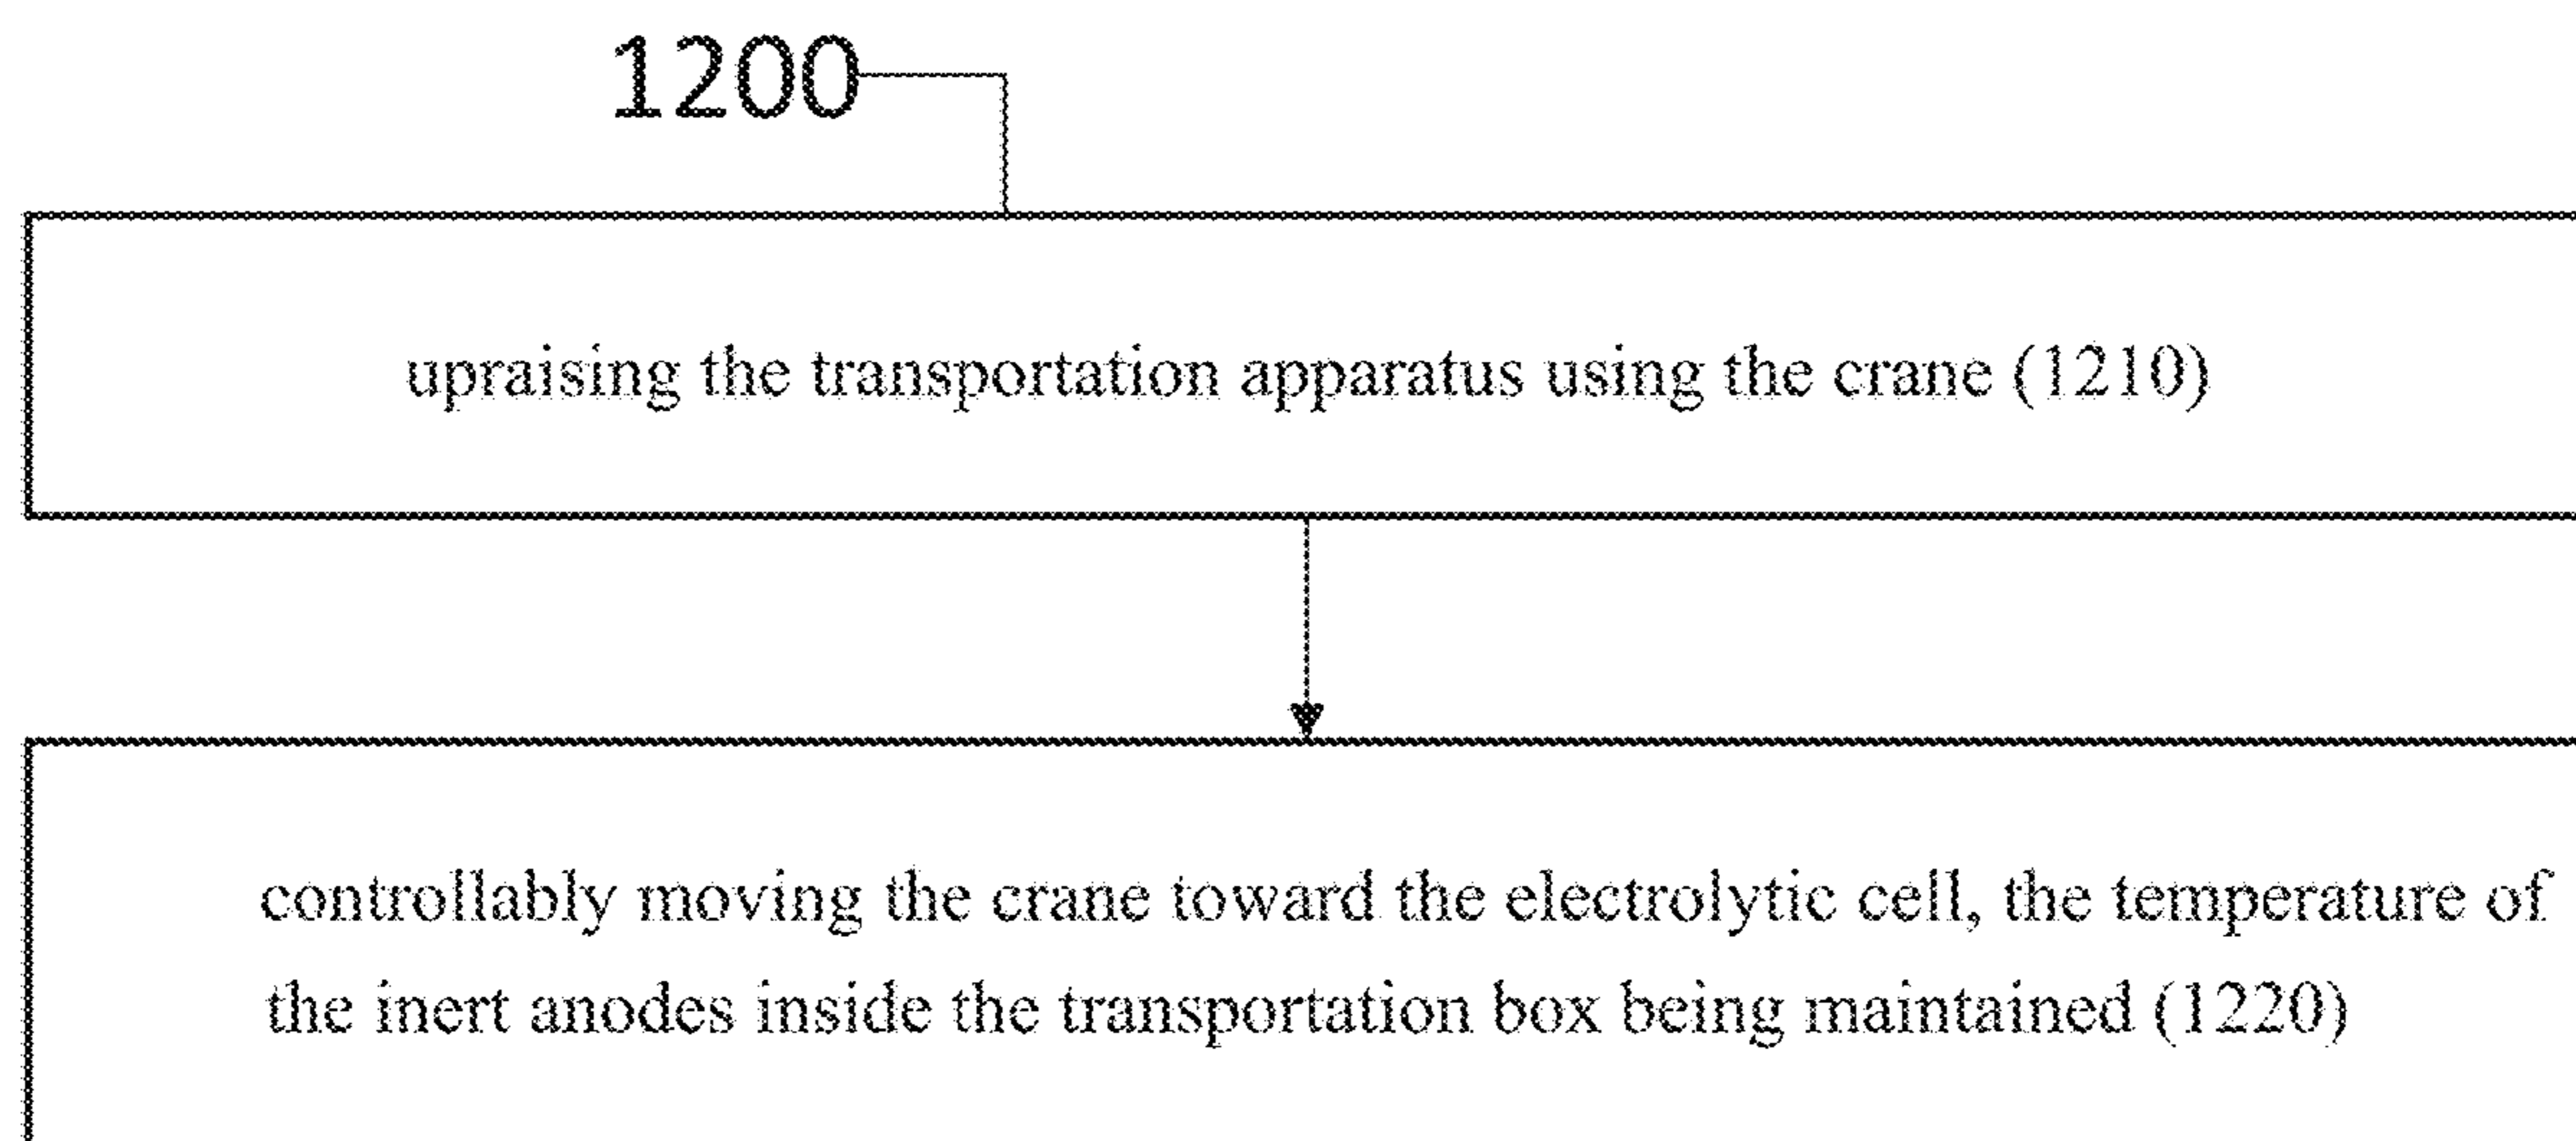 1200
upraising the transportation apparatus using the crane (1210)
controllably moving the crane toward the electrolytic cell, the temperature of
the inert anodes inside the transportation box being maintained (1220)